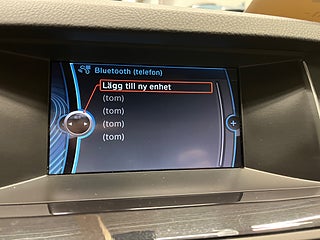 Bluetooth (telefon)
Lägg till ny enhet
(tom)
(tom)
(tom)
(tom)
+